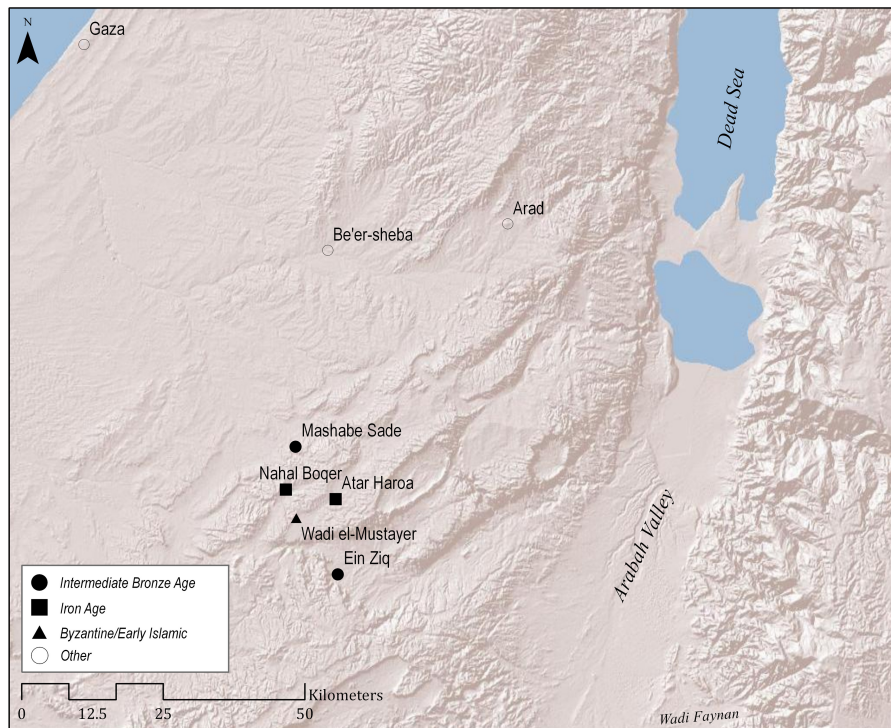 N
Gaza
Dead Sea
Arad
Be'er-sheba
Mashabe Sade
Nahal Boqer
Atar Haroa
Wadi el-Mustayer
Ein Ziq
Arabah Valley
Intermediate Bronze Age
Iron Age
Byzantine/Early Islamic
Other
Kilometers
0 12.5 25 50
Wadi Faynan